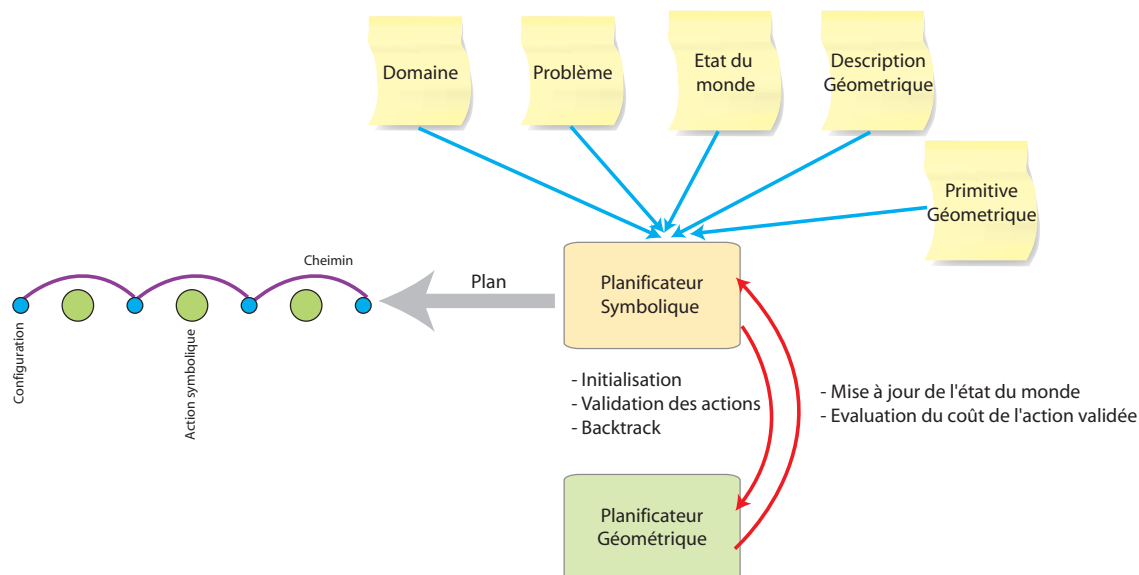 Domaine
Problème
Etat du
monde
Description
Géometrique
Primitive
Géometrique
Cheimin
Plan
Configuration
Action symbolique
Planificateur
Symbolique
- Initialisation
- Validation des actions
- Backtrack
- Mise à jour de l'état du monde
- Evaluation du coût de l'action validée
Planificateur
Géométrique